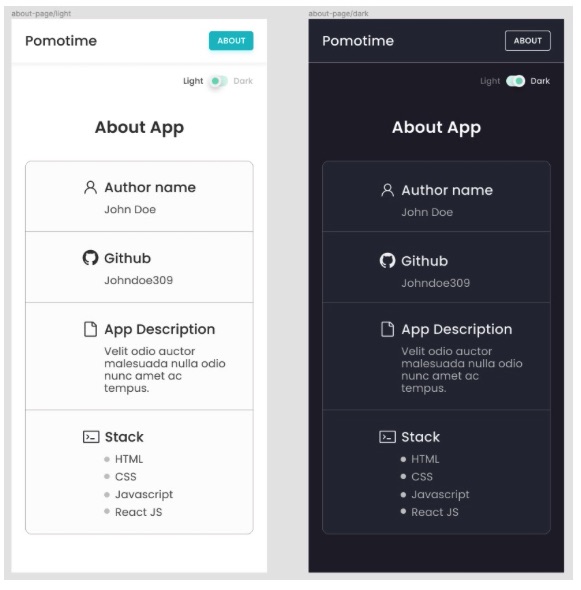 about-page/light
Pomotime
ABOUT
Light
Dark
About App
Author name
John Doe
Github
Johndoe309
App Description
Velit odio auctor
malesuada nulla odio
nunc amet ac
tempus.
>_ Stack
HTML
CSS
Javascript
React JS
about-page/dark
Pomotime
ABOUT
Light
Dark
About App
Author name
John Doe
Github
Johndoe309
App Description
Velit odio auctor
malesuada nulla odio
nunc amet ac
tempus.
>_ Stack
HTML
CSS
Javascript
React JS